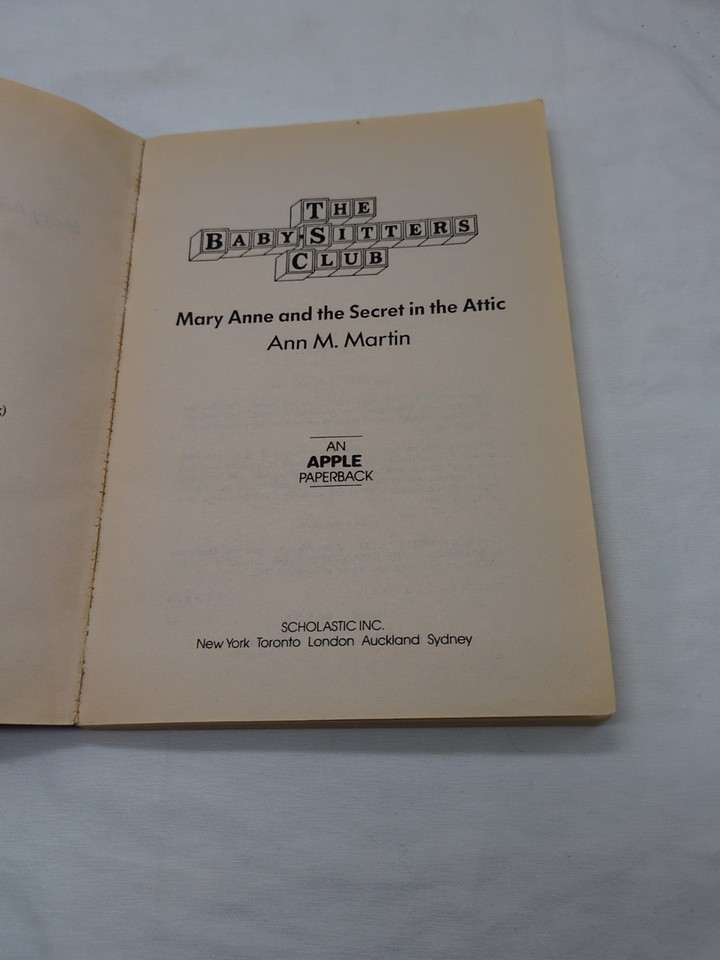 THE
BABY-SITTERS
CLUB
Mary Anne and the Secret in the Attic
Ann M. Martin
AN
APPLE
PAPERBACK
SCHOLASTIC INC.
New York Toronto London Auckland Sydney